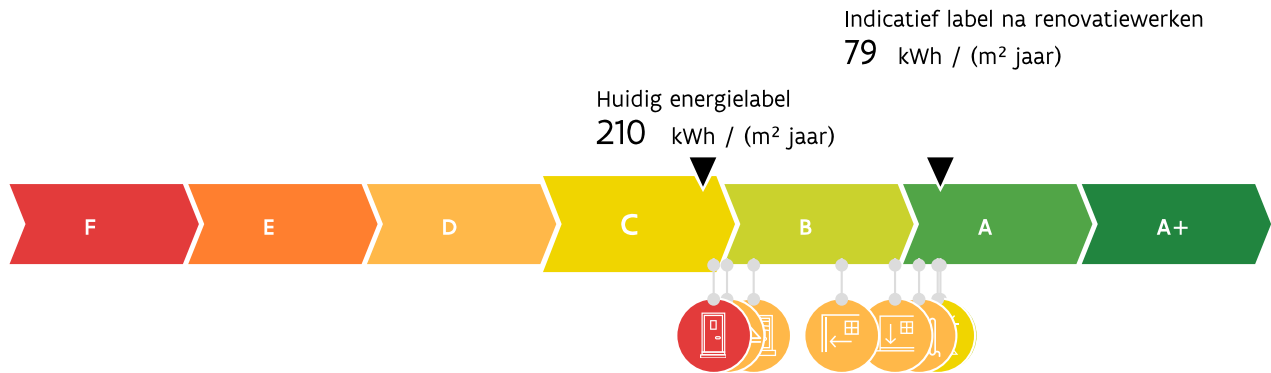 Indicatief label na renovatiewerken
79 kWh / (m² jaar)
Huidig energielabel
210 kWh / (m² jaar)
F E D C B A A+